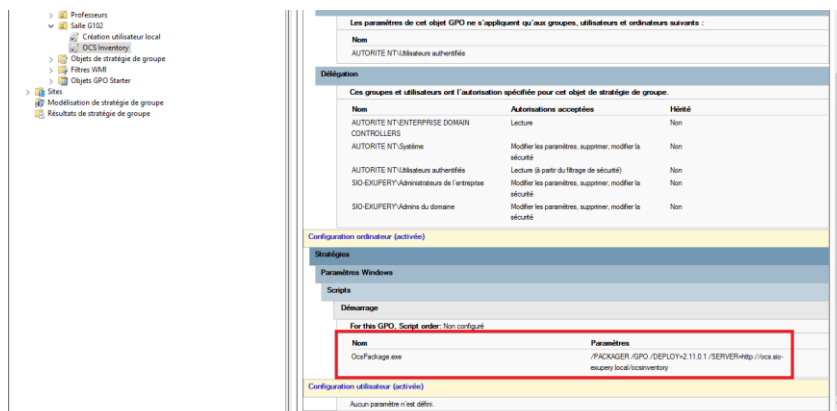 Professeurs
Salle G102
Création utilisateur local
OCS Inventory
Objets de stratégie de groupe
Filtres WMI
Objets GPO Starter
Sites
Modélisation de stratégie de groupe
Résultats de stratégie de groupe
Les paramètres de cet objet GPO ne s'appliquent qu'aux groupes, utilisateurs et ordinateurs suivants :
Nom
AUTORITE NT\Utilisateurs authentifiés
Délégation
Ces groupes et utilisateurs ont l'autorisation spécifiée pour cet objet de stratégie de groupe.
Nom Autorisations acceptées Hérité
AUTORITE NT\ENTERPRISE DOMAIN Lecture Non
CONTROLLERS
AUTORITE NT\Système Modifier les paramètres, supprimer, modifier la Non
sécurité
AUTORITE NT\Utilisateurs authentifiés Lecture (à partir du filtrage de sécurité) Non
SIO-EXUPERY\Administrateurs de l'entreprise Modifier les paramètres, supprimer, modifier la Non
sécurité
SIO-EXUPERY\Admins du domaine Modifier les paramètres, supprimer, modifier la Non
sécurité
Configuration ordinateur (activée)
Stratégies
Paramètres Windows
Scripts
Démarrage
For this GPO, Script order: Non configuré
Nom Paramètres
OcsPackage.exe /PACKAGER /GPO /DEPLOY=2.11.0.1 /SERVER=http://ocs.sio-
exupery.local/ocsinventory
Configuration utilisateur (activée)
Aucun paramètre n'est défini.